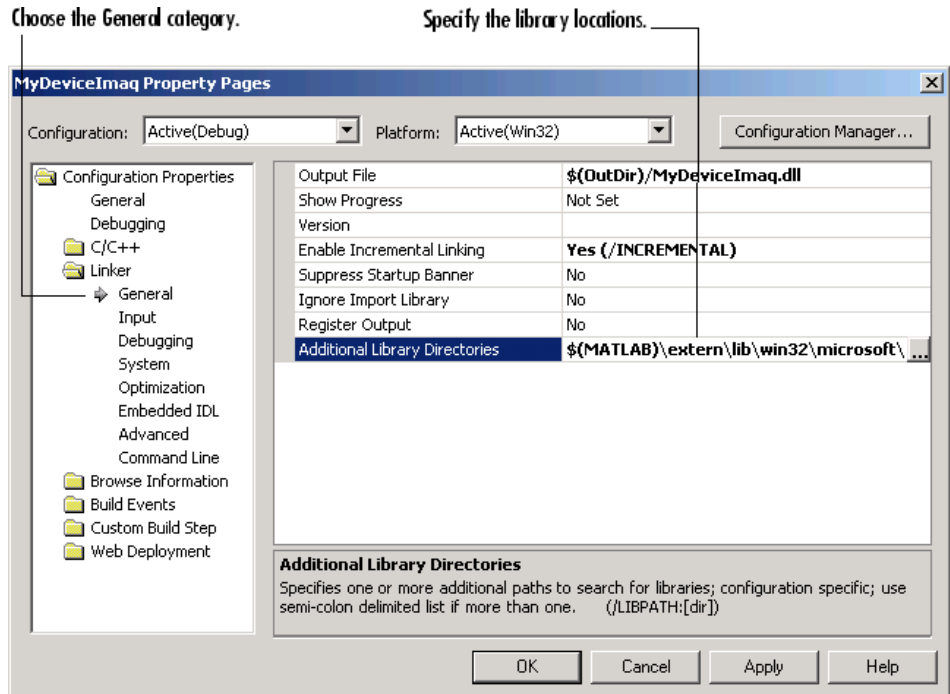 Choose the General category.
Specify the library locations.
MyDeviceImaq Property Pages
Configuration: Active(Debug) Platform: Active(Win32) Configuration Manager...
Configuration Properties
General
Debugging
C/C++
Linker
General
Input
Debugging
System
Optimization
Embedded IDL
Advanced
Command Line
Browse Information
Build Events
Custom Build Step
Web Deployment
Output File $(OutDir)/MyDeviceImaq.dll
Show Progress Not Set
Version
Enable Incremental Linking Yes (/INCREMENTAL)
Suppress Startup Banner No
Ignore Import Library No
Register Output No
Additional Library Directories $(MATLAB)\extern\lib\win32\microsoft\ ...
Additional Library Directories
Specifies one or more additional paths to search for libraries; configuration specific; use
semi-colon delimited list if more than one. (/LIBPATH:[dir])
OK Cancel Apply Help